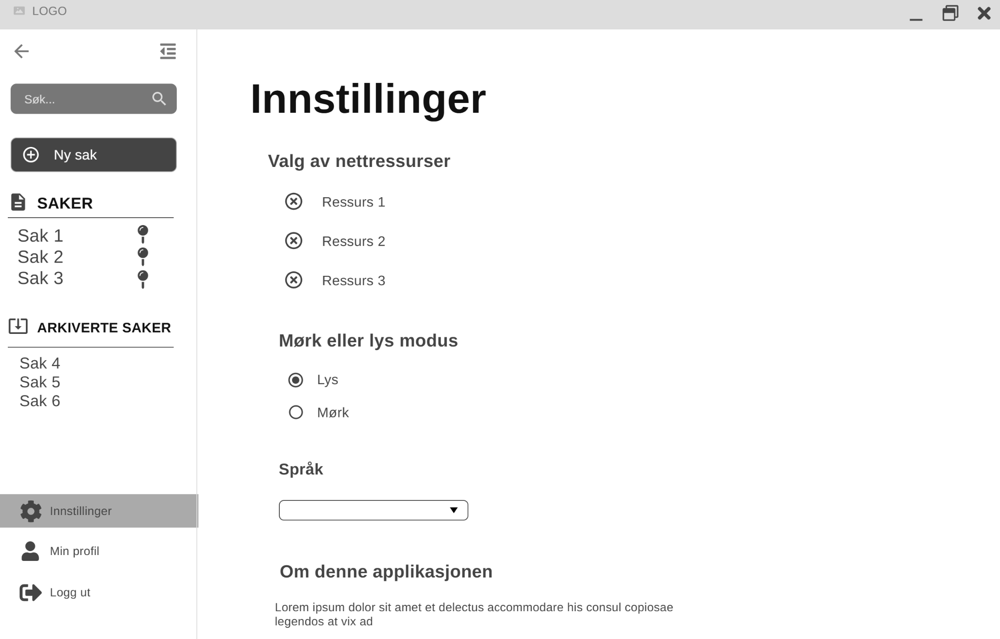 LOGO
Søk...
Ny sak
SAKER
Sak 1
Sak 2
Sak 3
ARKIVERTE SAKER
Sak 4
Sak 5
Sak 6
Innstillinger
Min profil
Logg ut
Innstillinger
Valg av nettressurser
Ressurs 1
Ressurs 2
Ressurs 3
Mørk eller lys modus
Lys
Mørk
Språk
Om denne applikasjonen
Lorem ipsum dolor sit amet et delectus accommodare his consul copiosae
legendos at vix ad